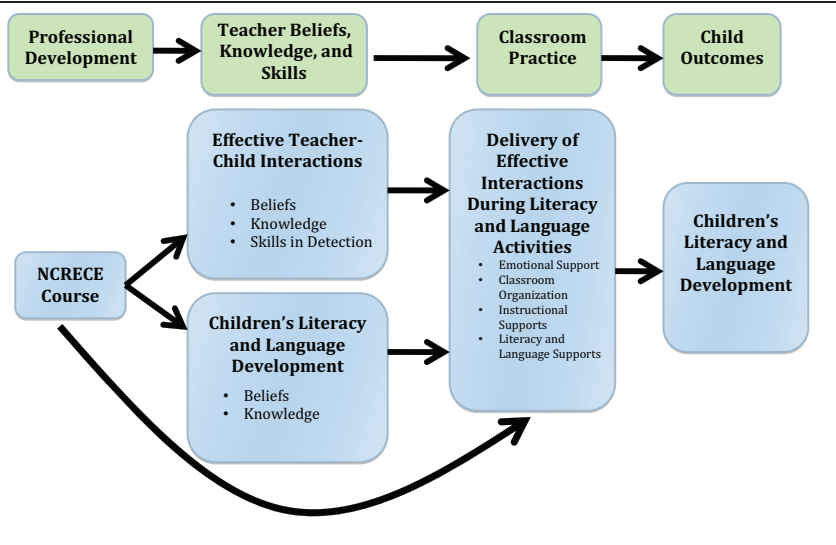 Professional
Development
Teacher Beliefs,
Knowledge, and
Skills
Classroom
Practice
Child
Outcomes
Effective Teacher-
Child Interactions
• Beliefs
• Knowledge
• Skills in Detection
Delivery of
Effective
Interactions
During Literacy
and Language
Activities
• Emotional Support
• Classroom
Organization
• Instructional
Supports
• Literacy and
Language Supports
Children's
Literacy and
Language
Development
NCRECE
Course
Children's Literacy
and Language
Development
• Beliefs
• Knowledge